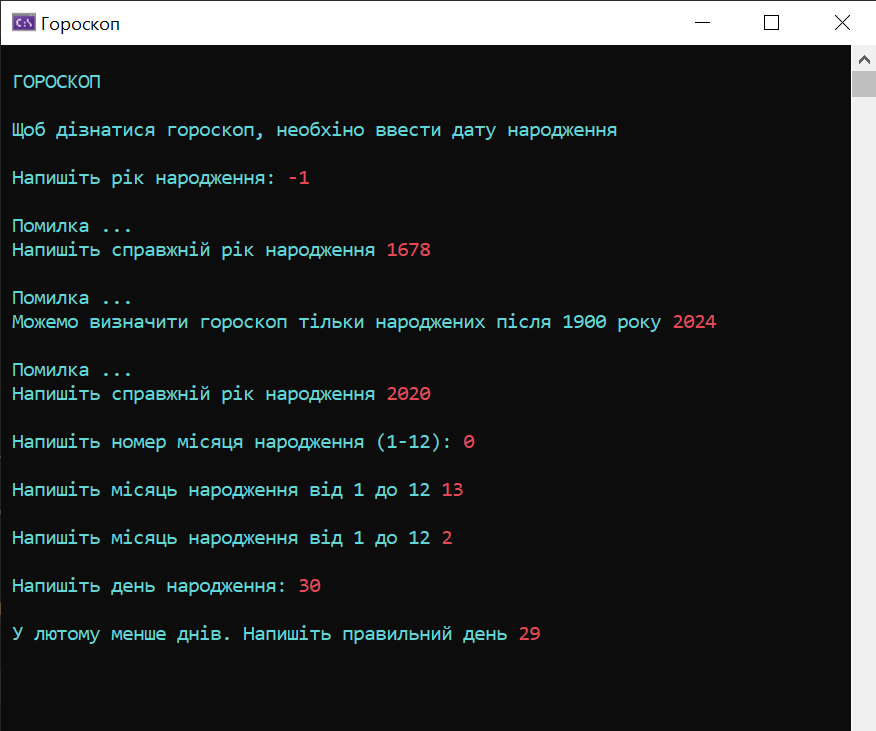 Гороскоп
ГОРОСКОП
Щоб дізнатися гороскоп, необхіно ввести дату народження
Напишіть рік народження: -1
Помилка ...
Напишіть справжній рік народження 1678
Помилка ...
Можемо визначити гороскоп тільки народжених після 1900 року 2024
Помилка ...
Напишіть справжній рік народження 2020
Напишіть номер місяця народження (1-12): 0
Напишіть місяць народження від 1 до 12 13
Напишіть місяць народження від 1 до 12 2
Напишіть день народження: 30
У лютому менше днів. Напишіть правильний день 29